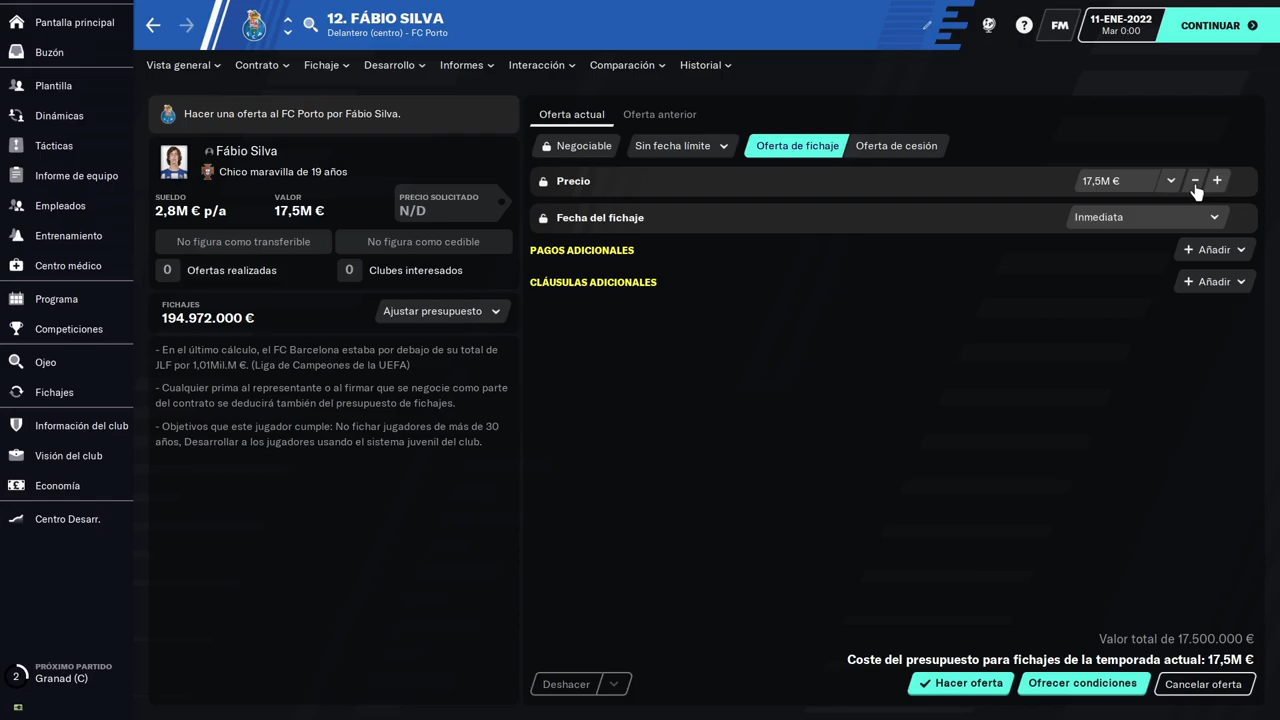 Pantalla principal
Buzón
Plantilla
Dinámicas
Tácticas
Informe de equipo
Empleados
Entrenamiento
Centro médico
Programa
Competiciones
Ojeo
Fichajes
Información del club
Visión del club
Economía
Centro Desarr.
2
PRÓXIMO PARTIDO
Granad (C)
12. FÁBIO SILVA
Delantero (centro) - FC Porto
?
FM
11-ENE-2022
Mar 0:00
CONTINUAR
Vista general
Contrato
Fichaje
Desarrollo
Informes
Interacción
Comparación
Historial
Hacer una oferta al FC Porto por Fábio Silva.
Fábio Silva
Chico maravilla de 19 años
SUELDO
2,8M € p/a
VALOR
17,5M €
PRECIO SOLICITADO
N/D
No figura como transferible
No figura como cedible
0 Ofertas realizadas
0 Clubes interesados
FICHAJES
194.972.000 €
Ajustar presupuesto
- En el último cálculo, el FC Barcelona estaba por debajo de su total de
JLF por 1,01Mil.M €. (Liga de Campeones de la UEFA)
- Cualquier prima al representante o al firmar que se negocie como parte
del contrato se deducirá también del presupuesto de fichajes.
- Objetivos que este jugador cumple: No fichar jugadores de más de 30
años, Desarrollar a los jugadores usando el sistema juvenil del club.
Oferta actual
Oferta anterior
Negociable
Sin fecha límite
Oferta de fichaje
Oferta de cesión
Precio
17,5M €
- +
Fecha del fichaje
Inmediata
PAGOS ADICIONALES
+ Añadir
CLÁUSULAS ADICIONALES
+ Añadir
Valor total de 17.500.000 €
Coste del presupuesto para fichajes de la temporada actual: 17,5M €
Deshacer
Hacer oferta
Ofrecer condiciones
Cancelar oferta